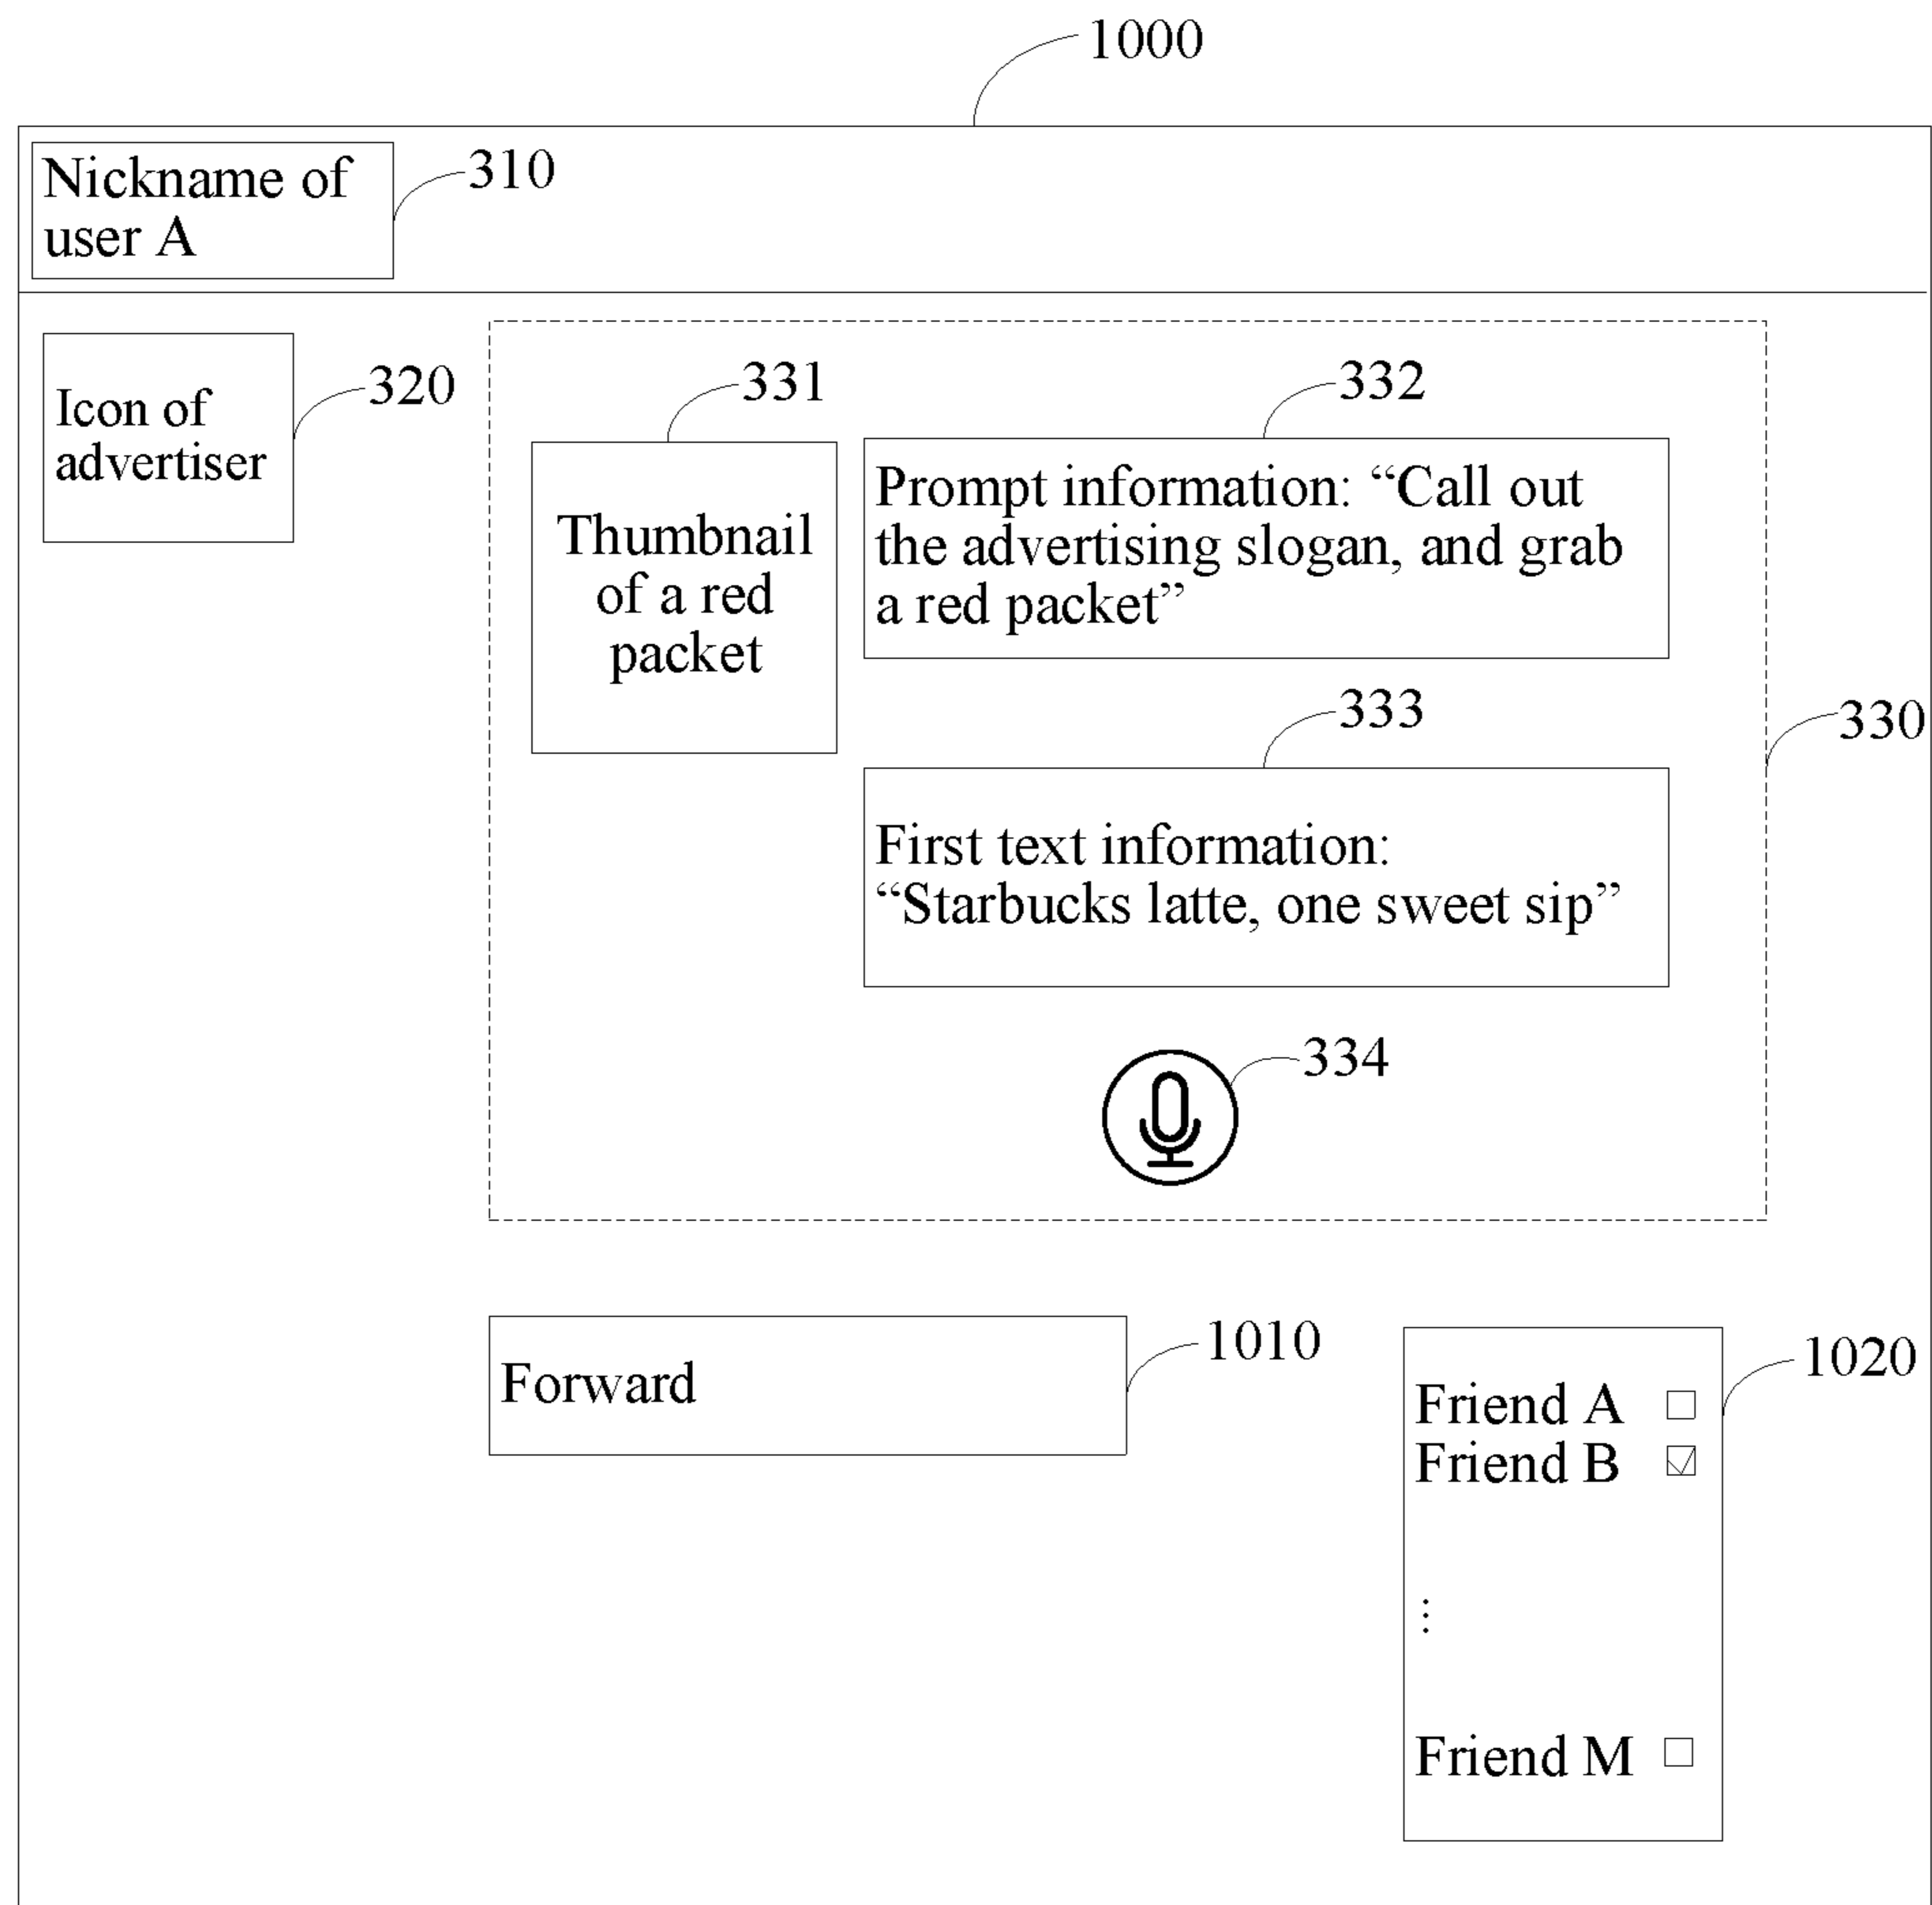 1000
Nickname of
user A
310
Icon of
advertiser
320
331
Thumbnail
of a red
packet
332
Prompt information: “Call out
the advertising slogan, and grab
a red packet”
333
First text information:
“Starbucks latte, one sweet sip”
330
334
Forward
1010
1020
Friend A
Friend B
⋮
Friend M